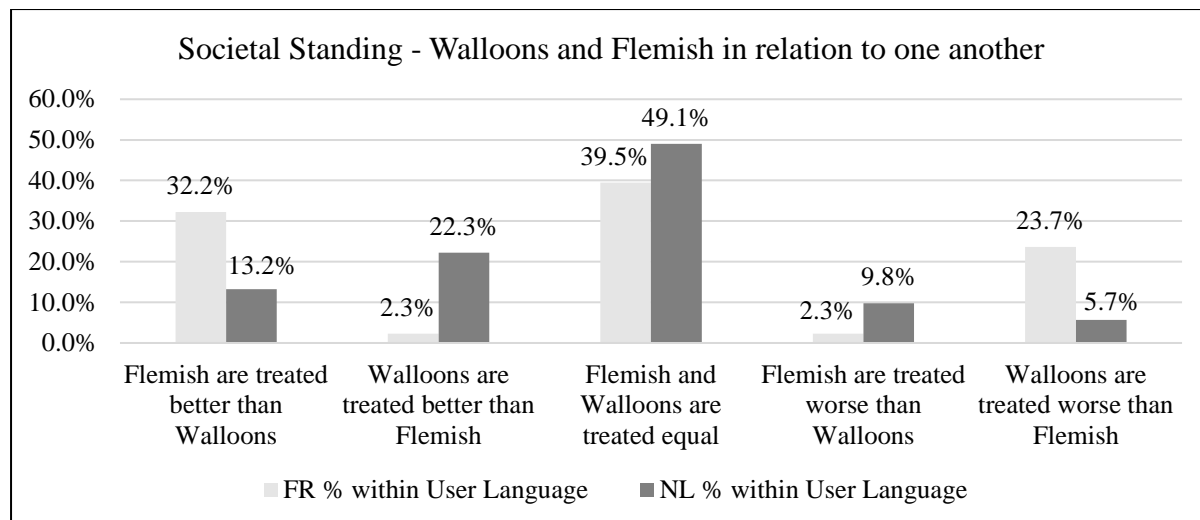 Societal Standing - Walloons and Flemish in relation to one another
60.0%
50.0%
40.0%
30.0%
20.0%
10.0%
0.0%
32.2%
13.2%
2.3%
22.3%
39.5%
49.1%
2.3%
9.8%
23.7%
5.7%
Flemish are treated
better than
Walloons
Walloons are
treated better than
Flemish
Flemish and
Walloons are
treated equal
Flemish are treated
worse than
Walloons
Walloons are
treated worse than
Flemish
FR % within User Language
NL % within User Language